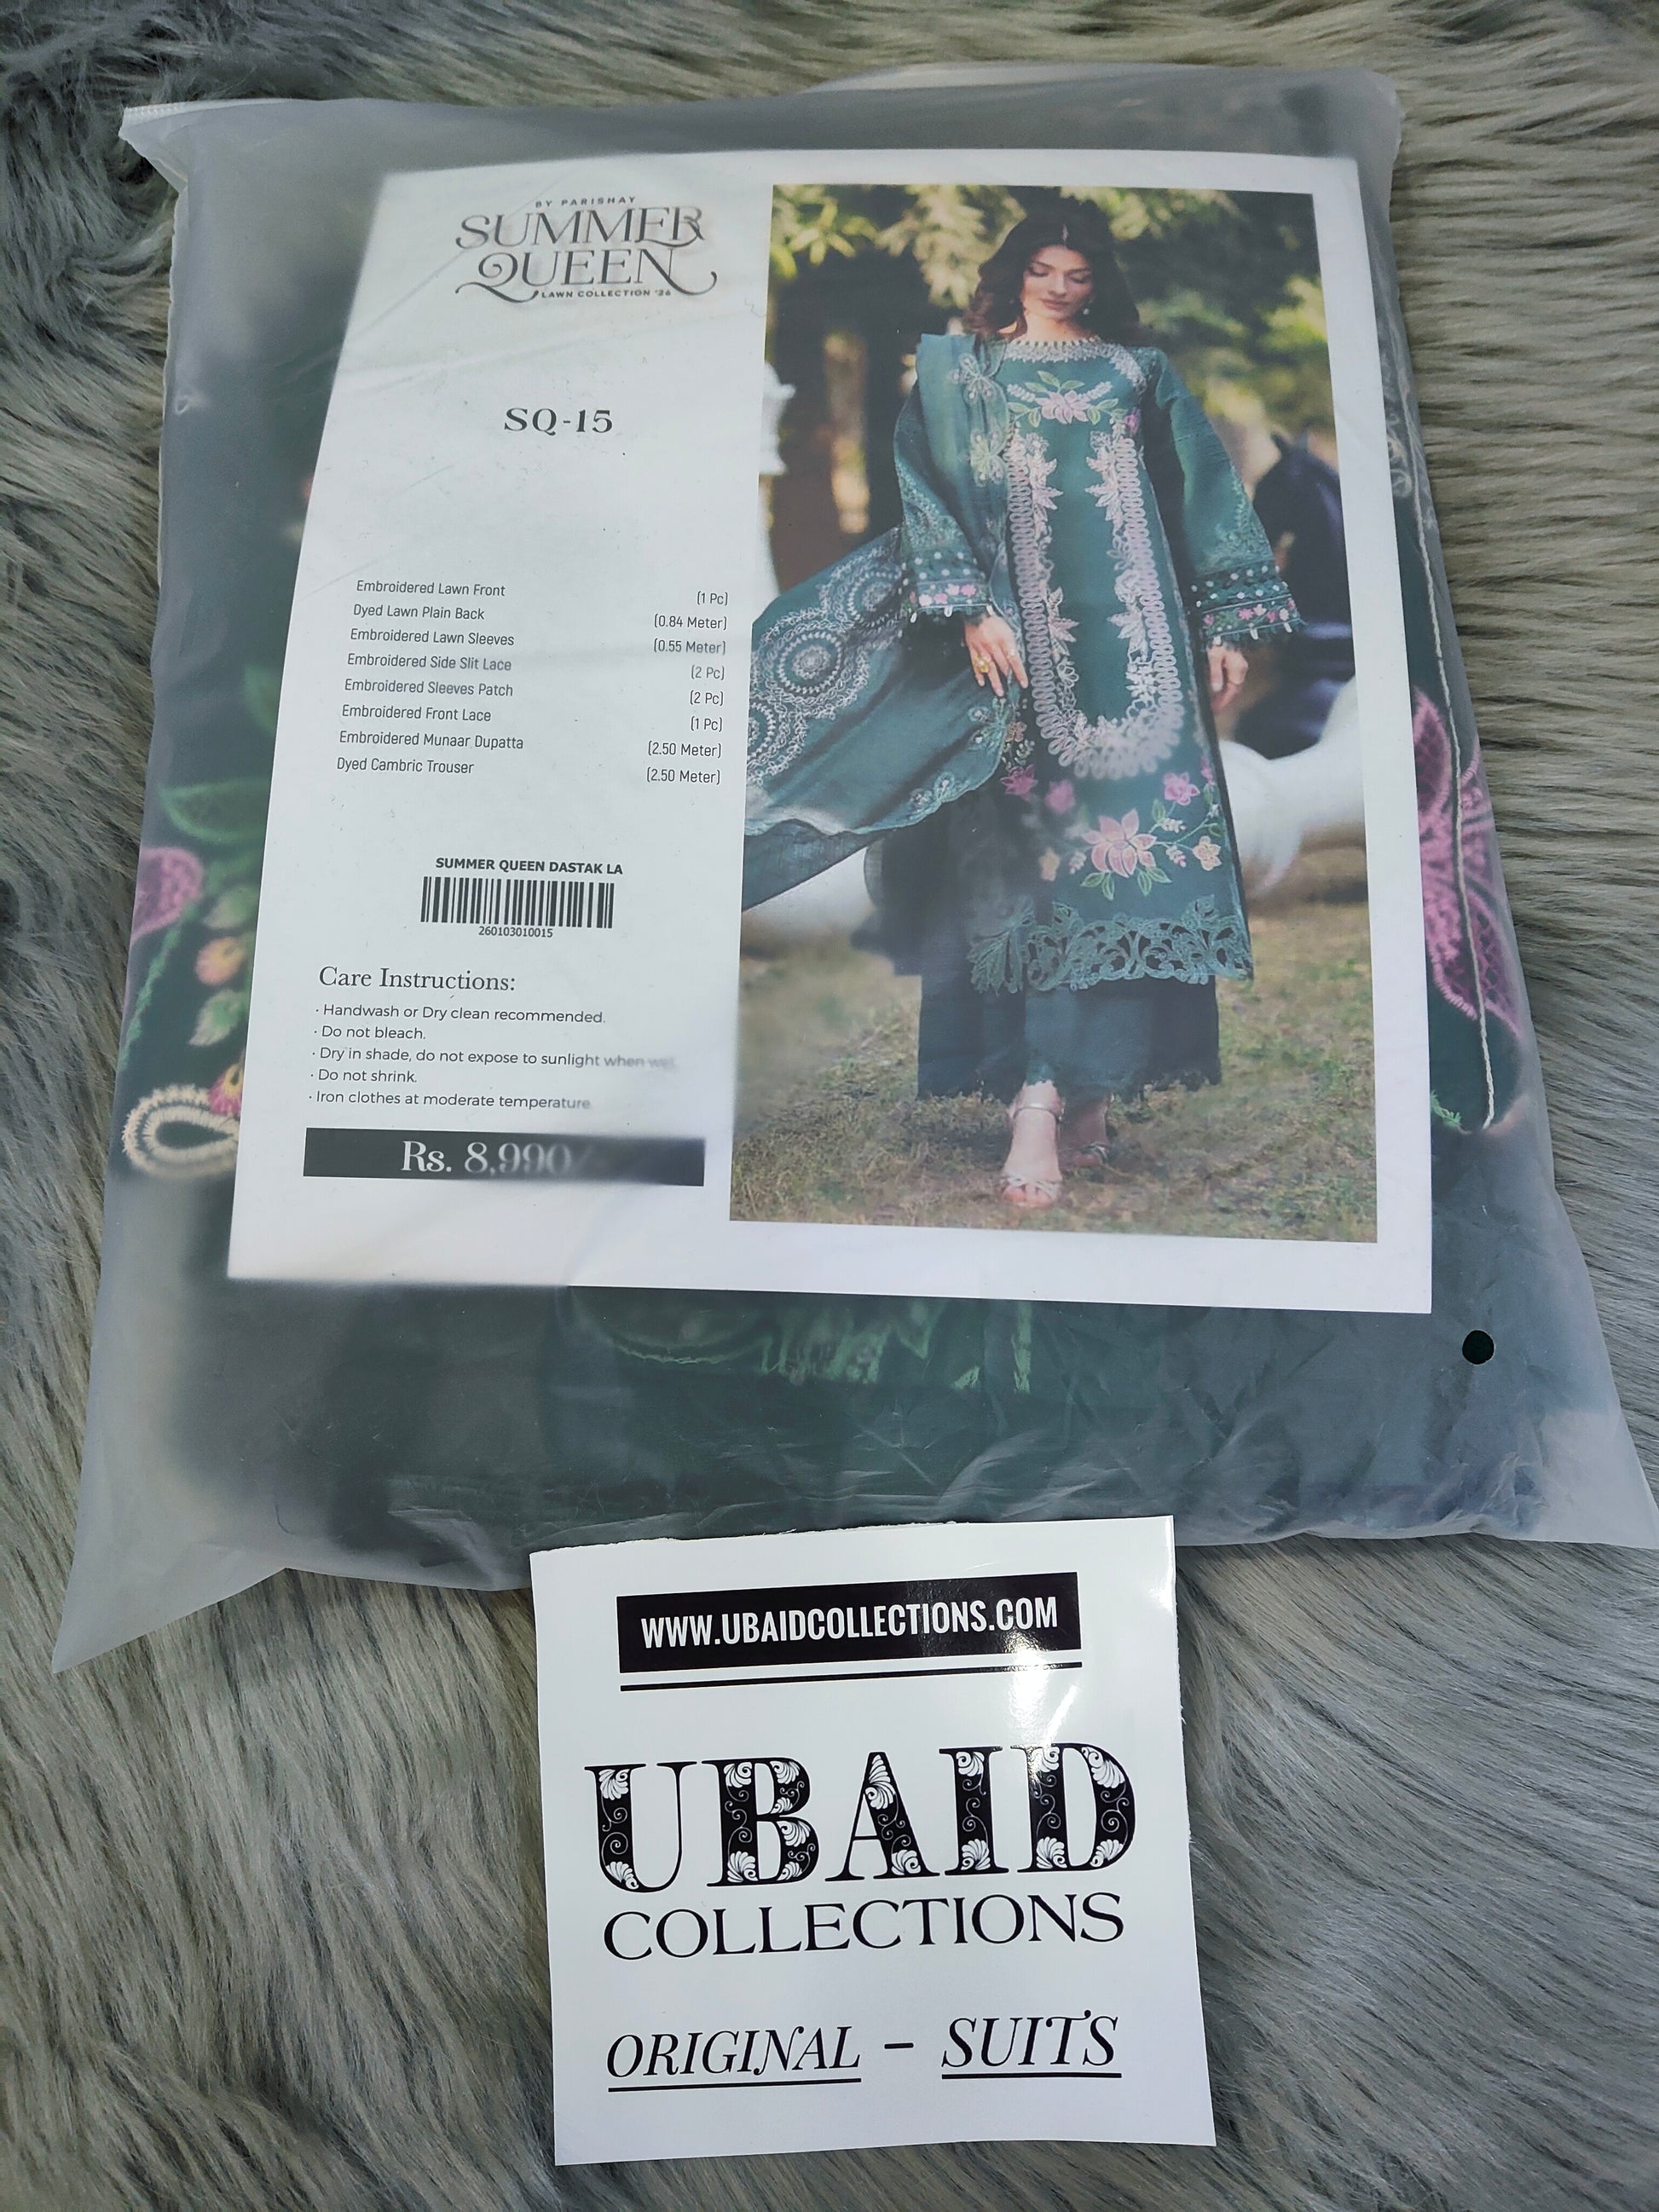 BY PARISHAY
SUMMER
QUEEN
LAWN COLLECTION '26
SQ-15
Embroidered Lawn Front (1 Pc)
Dyed Lawn Plain Back (0.84 Meter)
Embroidered Lawn Sleeves (0.55 Meter)
Embroidered Side Slit Lace (2 Pc)
Embroidered Sleeves Patch (2 Pc)
Embroidered Front Lace (1 Pc)
Embroidered Munaar Dupatta (2.50 Meter)
Dyed Cambric Trouser (2.50 Meter)
SUMMER QUEEN DASTAK LA
260103010015
Care Instructions:
· Handwash or Dry clean recommended.
· Do not bleach.
· Dry in shade, do not expose to sunlight when wet.
· Do not shrink.
· Iron clothes at moderate temperature.
Rs. 8,990/-
WWW.UBAIDCOLLECTIONS.COM
UBAID
COLLECTIONS
ORIGINAL - SUITS